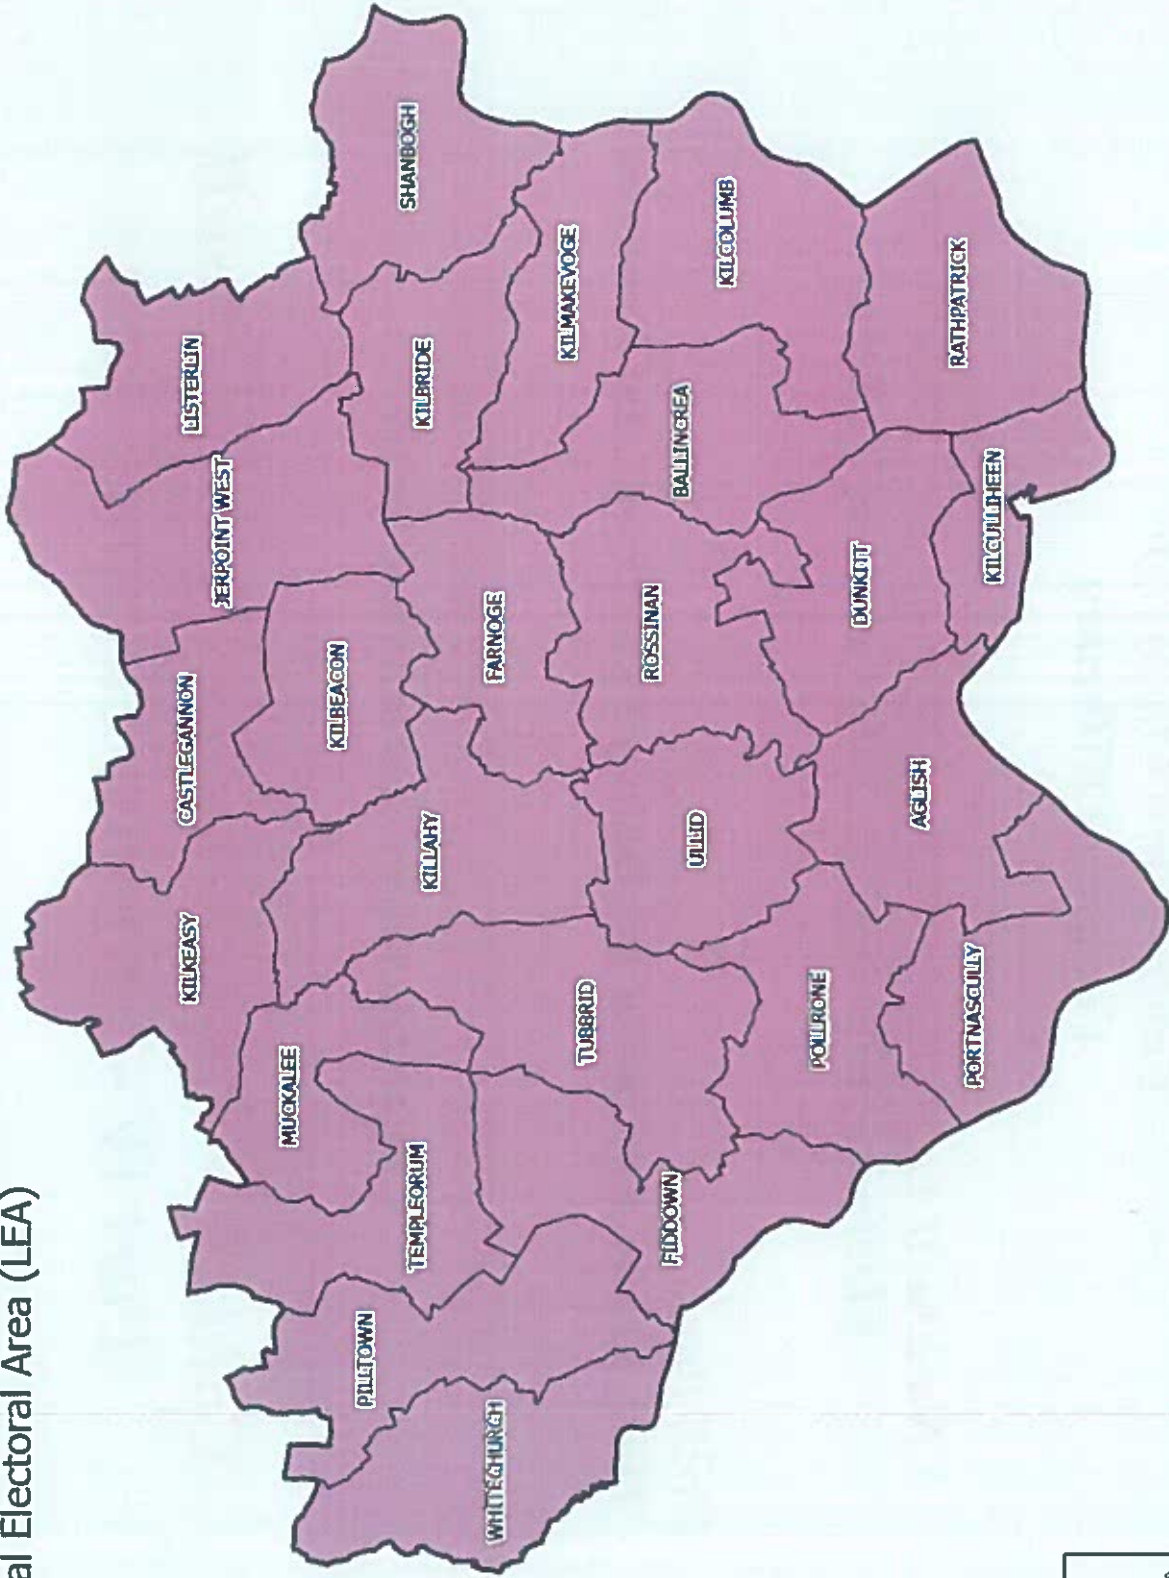 al Electoral Area (LEA)
KILKEASY
CASTLEGANNON
LISTERLIN
JERPOINT WEST
MUCKALEE
KILBEACON
PILLTOWN
TEMPLEORUM
KILLAHY
KILBRIDE
SHANBOGH
WHITECHURCH
FARNOGE
KILMAKEVOGE
TUBBRID
ROSSINAN
FIDDOWN
ULLID
BALLINCREA
KILCOLUMB
POLLRONE
DUNKITT
AGLISH
RATHPATRICK
PORTNASCULLY
KILCULLIHEEN